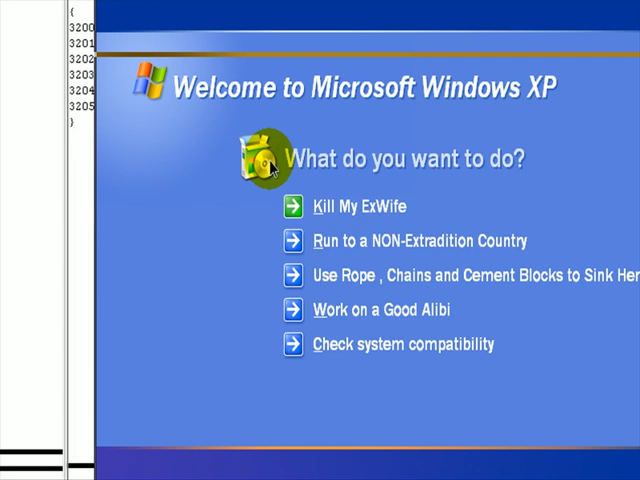 {
3200
3201
3202
3203
3204
3205
}
Welcome to Microsoft Windows XP
What do you want to do?
Kill My ExWife
Run to a NON-Extradition Country
Use Rope , Chains and Cement Blocks to Sink Her
Work on a Good Alibi
Check system compatibility